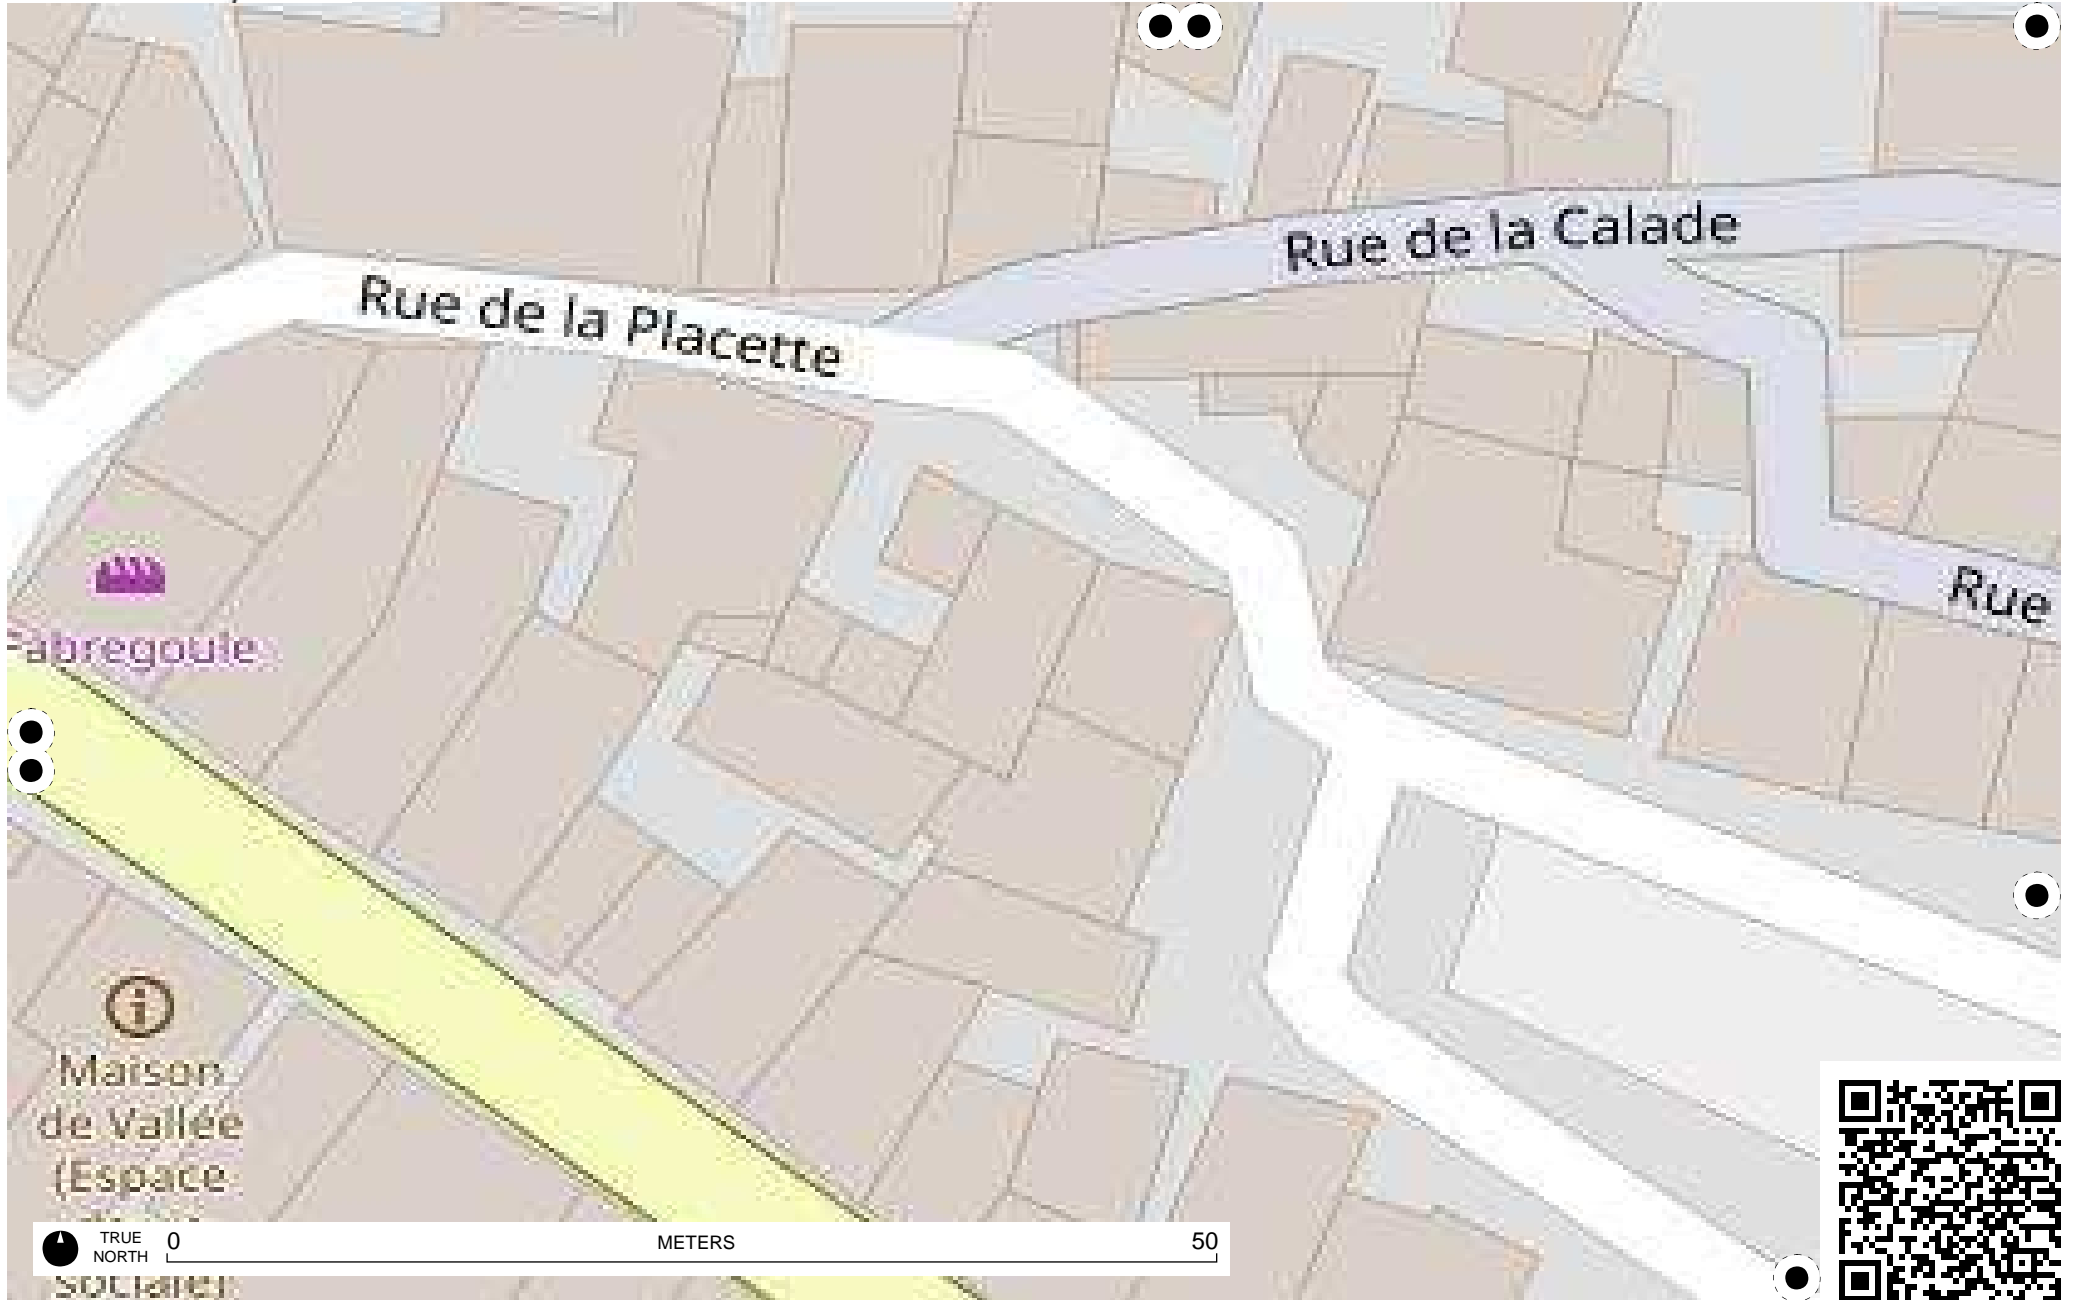 Rue de la Calade
Rue de la Placette
Rue
Fabregoule
Maison
de Vallée
(Espace
TRUE
NORTH
0
METERS
50
sociale)